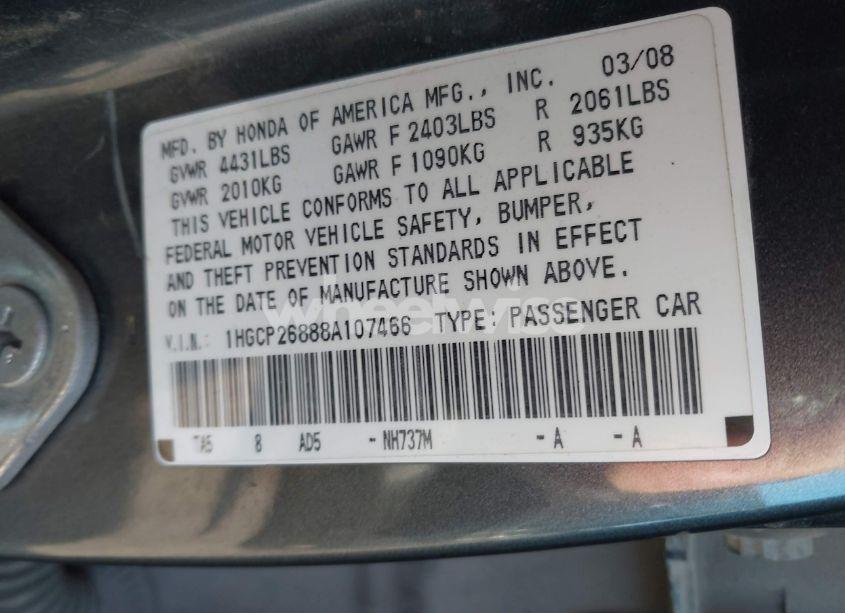 MFD. BY HONDA OF AMERICA MFG., INC. 03/08
GVWR 4431LBS GAWR F 2403LBS R 2061LBS
GVWR 2010KG GAWR F 1090KG R 935KG
THIS VEHICLE CONFORMS TO ALL APPLICABLE
FEDERAL MOTOR VEHICLE SAFETY, BUMPER,
AND THEFT PREVENTION STANDARDS IN EFFECT
ON THE DATE OF MANUFACTURE SHOWN ABOVE.
wheelwise
V.I.N.: 1HGCP26888A107466 TYPE: PASSENGER CAR
TA5 8 AD5 -NH737M -A -A